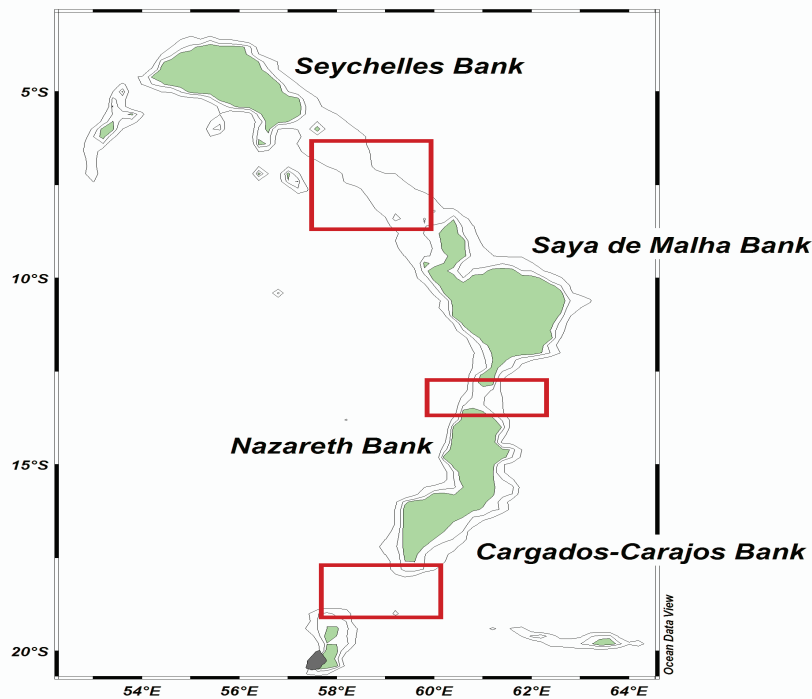 Seychelles Bank
5°S
Saya de Malha Bank
10°S
Nazareth Bank
15°S
Cargados-Carajos Bank
20°S
Ocean Data View
54°E 56°E 58°E 60°E 62°E 64°E